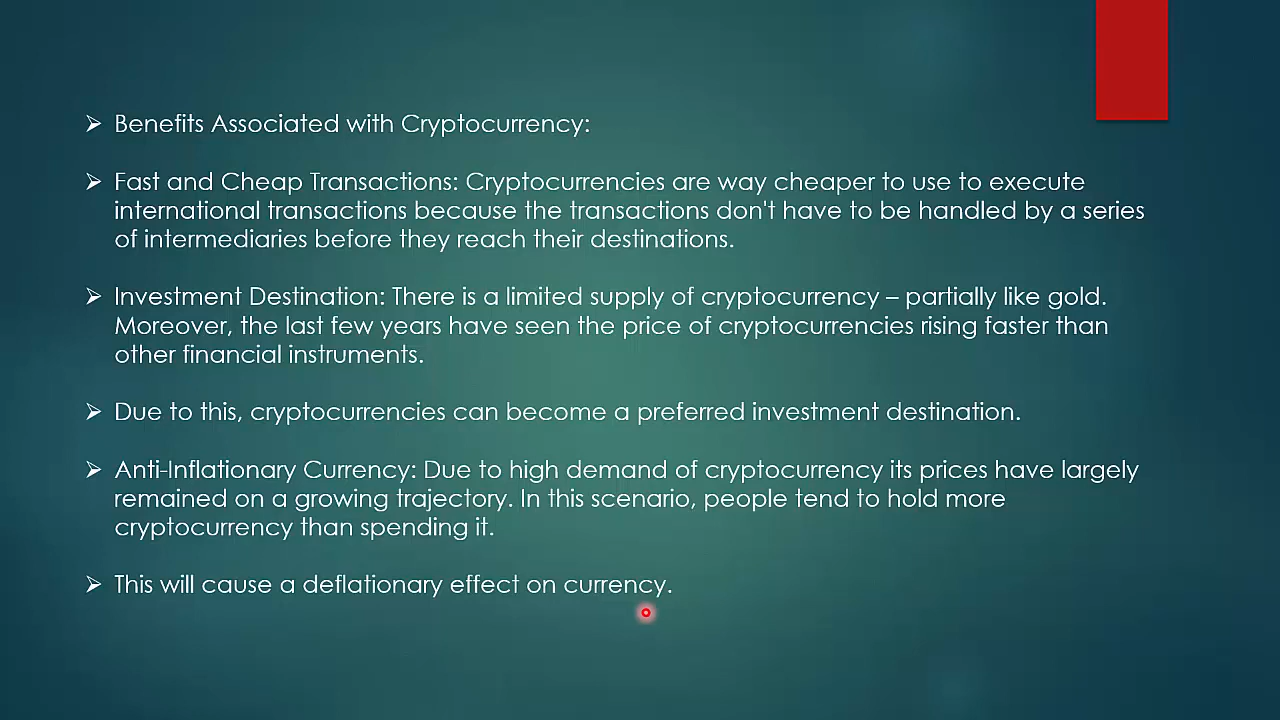 ➢ Benefits Associated with Cryptocurrency:
➢ Fast and Cheap Transactions: Cryptocurrencies are way cheaper to use to execute
international transactions because the transactions don't have to be handled by a series
of intermediaries before they reach their destinations.
➢ Investment Destination: There is a limited supply of cryptocurrency – partially like gold.
Moreover, the last few years have seen the price of cryptocurrencies rising faster than
other financial instruments.
➢ Due to this, cryptocurrencies can become a preferred investment destination.
➢ Anti-Inflationary Currency: Due to high demand of cryptocurrency its prices have largely
remained on a growing trajectory. In this scenario, people tend to hold more
cryptocurrency than spending it.
➢ This will cause a deflationary effect on currency.